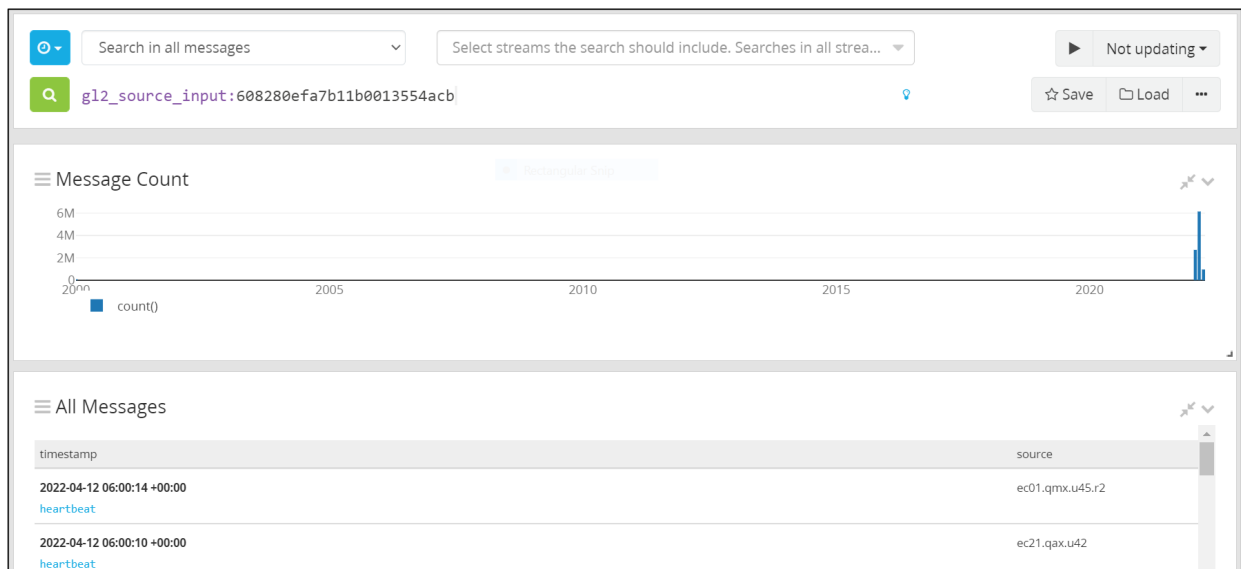 Search in all messages
Select streams the search should include. Searches in all strea...
Not updating
gl2_source_input:608280efa7b11b0013554acb
Save
Load
Message Count
Rectangular Snip
6M
4M
2M
0
2000 2005 2010 2015 2020
count()
All Messages
timestamp source
2022-04-12 06:00:14 +00:00 ec01.qmx.u45.r2
heartbeat
2022-04-12 06:00:10 +00:00 ec21.qax.u42
heartbeat